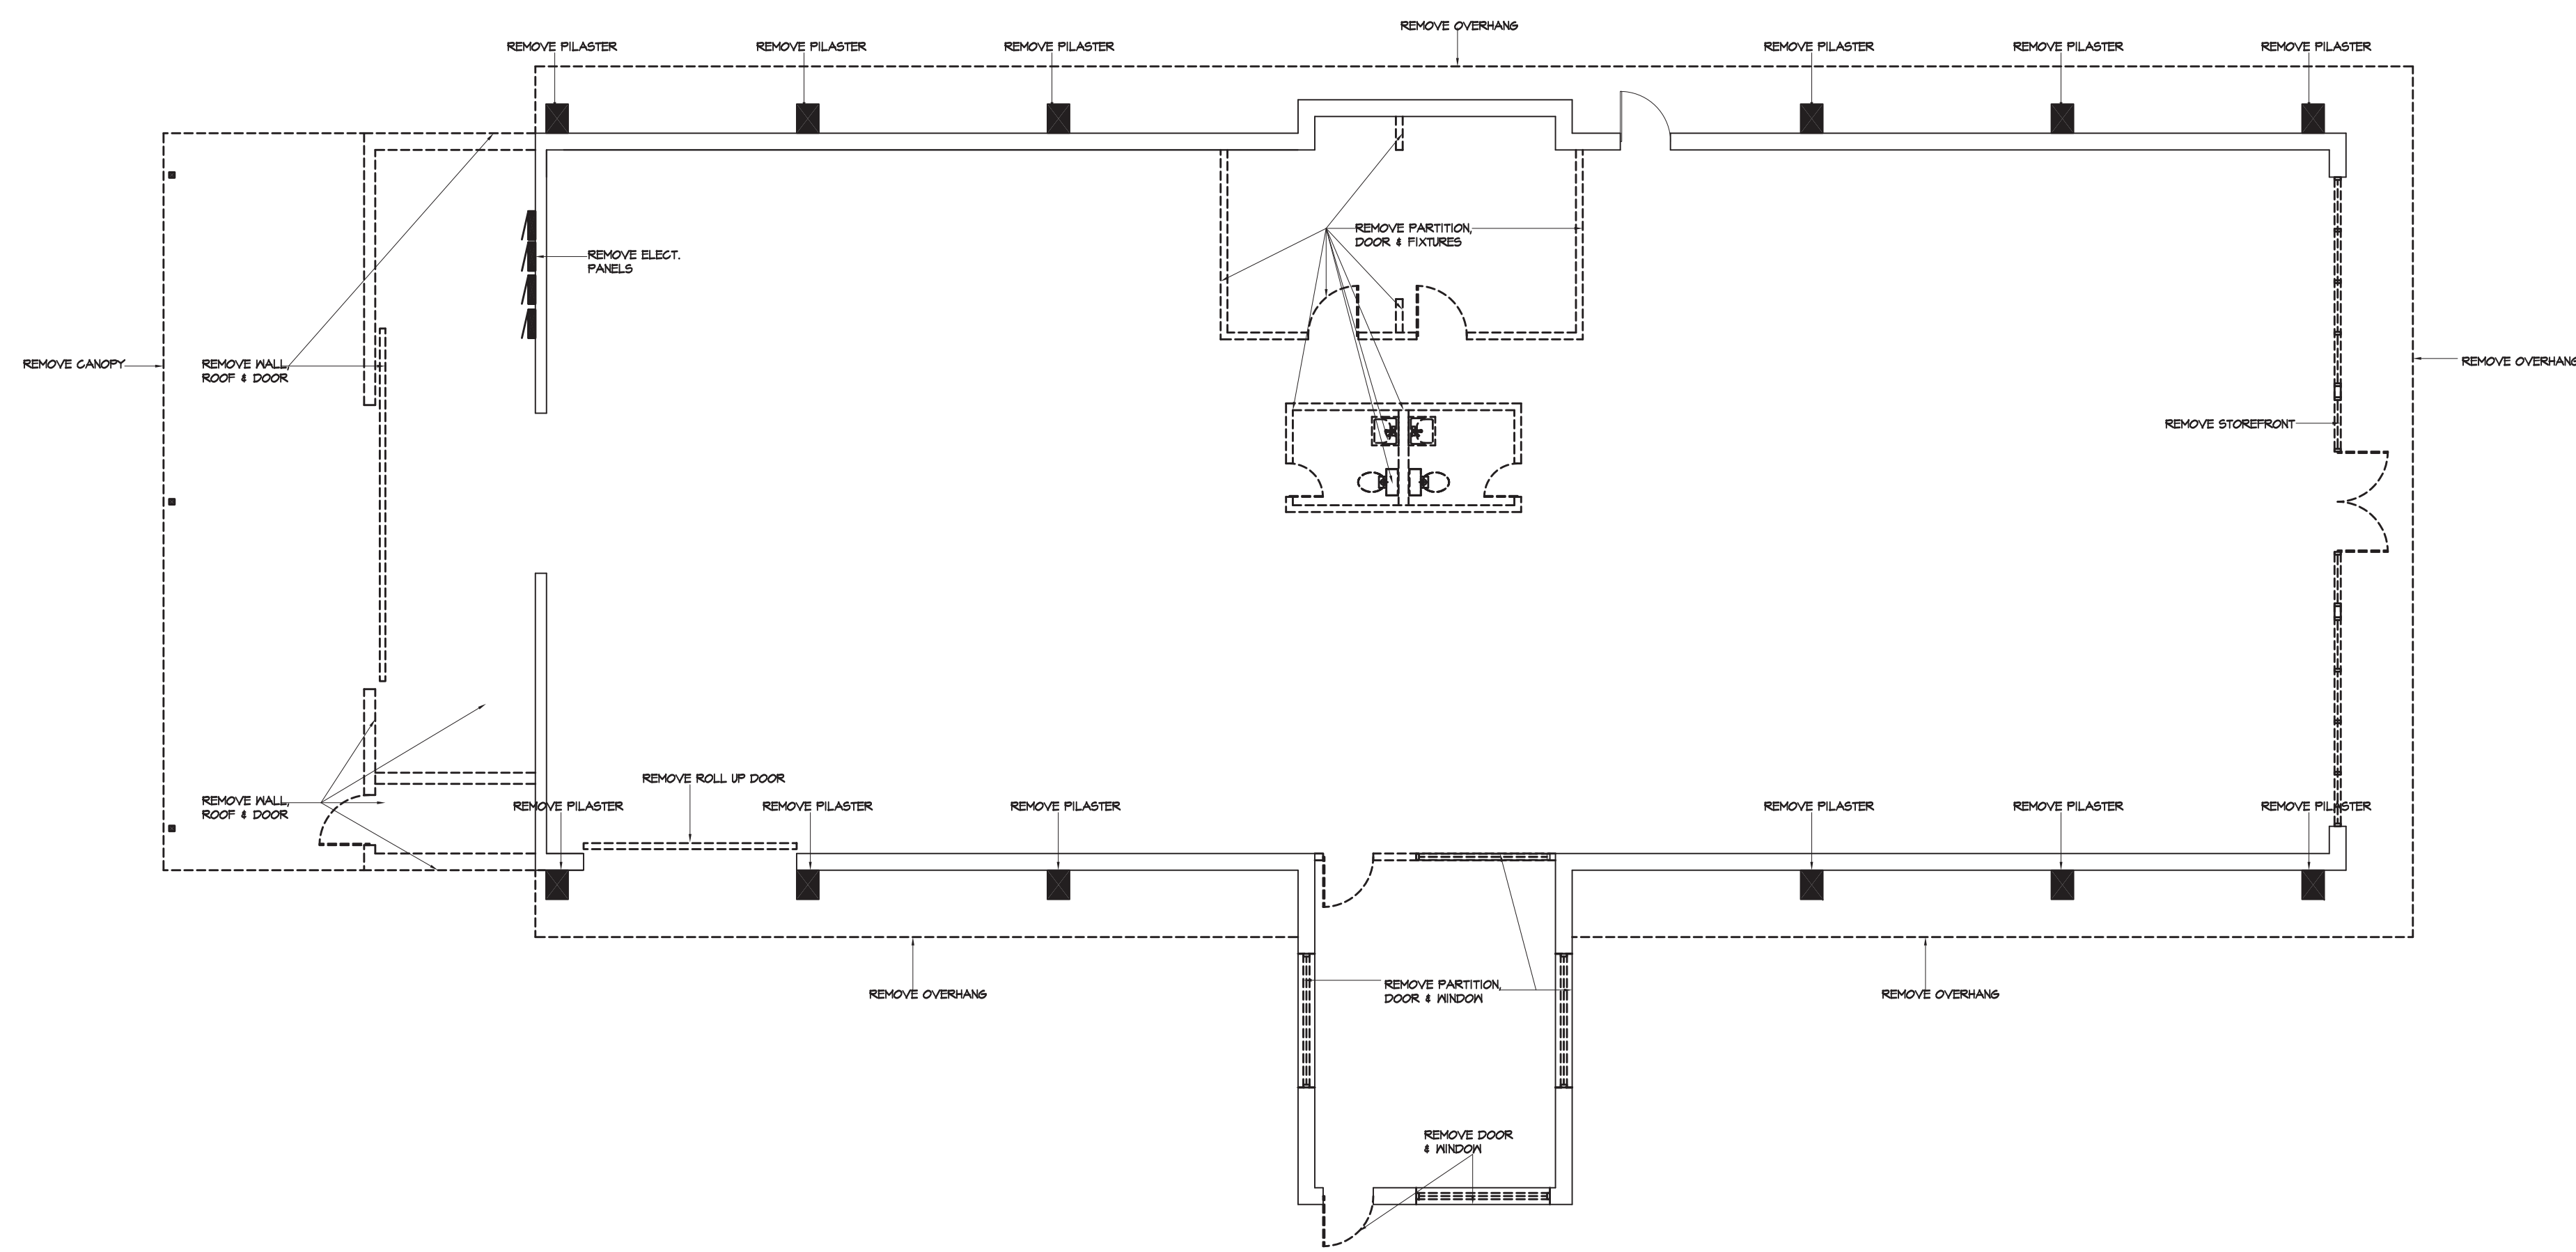 REMOVE OVERHANG
REMOVE PILASTER
REMOVE PILASTER
REMOVE PILASTER
REMOVE PILASTER
REMOVE PILASTER
REMOVE PILASTER
REMOVE PARTITION,
DOOR & FIXTURES
REMOVE ELECT.
PANELS
REMOVE CANOPY
REMOVE WALL,
ROOF & DOOR
REMOVE OVERHANG
REMOVE STOREFRONT
REMOVE ROLL UP DOOR
REMOVE WALL,
ROOF & DOOR
REMOVE PILASTER
REMOVE PILASTER
REMOVE PILASTER
REMOVE PILASTER
REMOVE PILASTER
REMOVE PILASTER
REMOVE OVERHANG
REMOVE PARTITION,
DOOR & WINDOW
REMOVE OVERHANG
REMOVE DOOR
& WINDOW